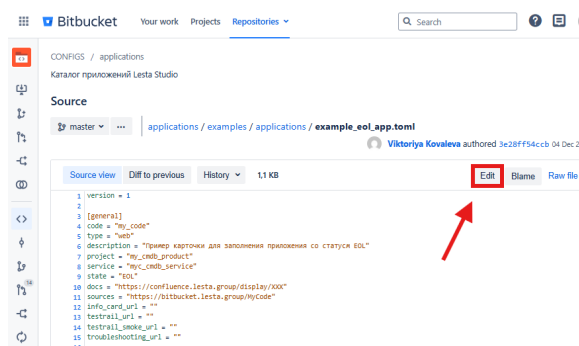 Bitbucket Your work Projects Repositories Search
CONFIGS / applications
Каталог приложений Lesta Studio
Source
master ••• applications / examples / applications / example_eol_app.toml
Viktoriya Kovaleva authored 3e28ff54ccb 04 Dec 2
Source view Diff to previous History 1,1 KB Edit Blame Raw file
1 version = 1
2
3 [general]
4 code = "my_code"
5 type = "web"
6 description = "Пример карточки для заполнения приложения со статусм EOL"
7 project = "my_cmdb_product"
8 service = "myc_cmdb_service"
9 state = "EOL"
10 docs = "https://confluence.lesta.group/display/XXX"
11 sources = "https://bitbucket.lesta.group/MyCode"
12 info_card_url = ""
13 testrail_url = ""
14 testrail_smoke_url = ""
15 troubleshooting_url = ""
14